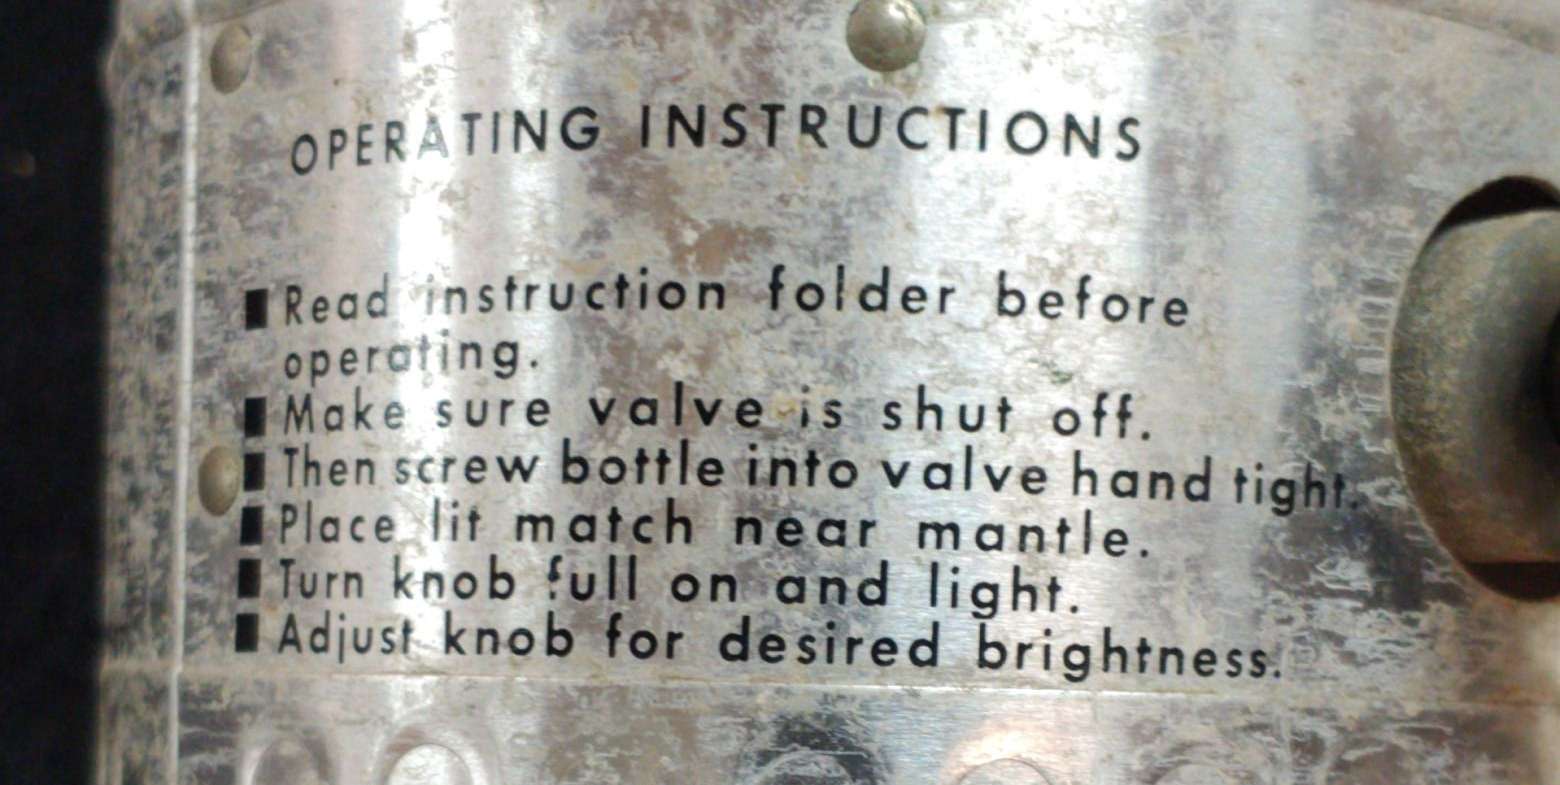 OPERATING INSTRUCTIONS
■ Read instruction folder before
operating.
■ Make sure valve is shut off.
■ Then screw bottle into valve hand tight.
■ Place lit match near mantle.
■ Turn knob full on and light.
■ Adjust knob for desired brightness.